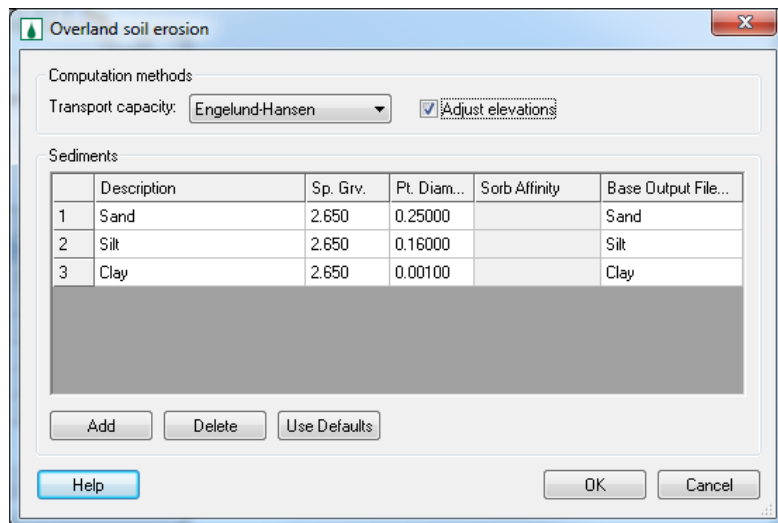 Overland soil erosion
Computation methods
Transport capacity: Engelund-Hansen Adjust elevations
Sediments
Description Sp. Grv. Pt. Diam... Sorb Affinity Base Output File...
1 Sand 2.650 0.25000 Sand
2 Silt 2.650 0.16000 Silt
3 Clay 2.650 0.00100 Clay
Add Delete Use Defaults
Help OK Cancel